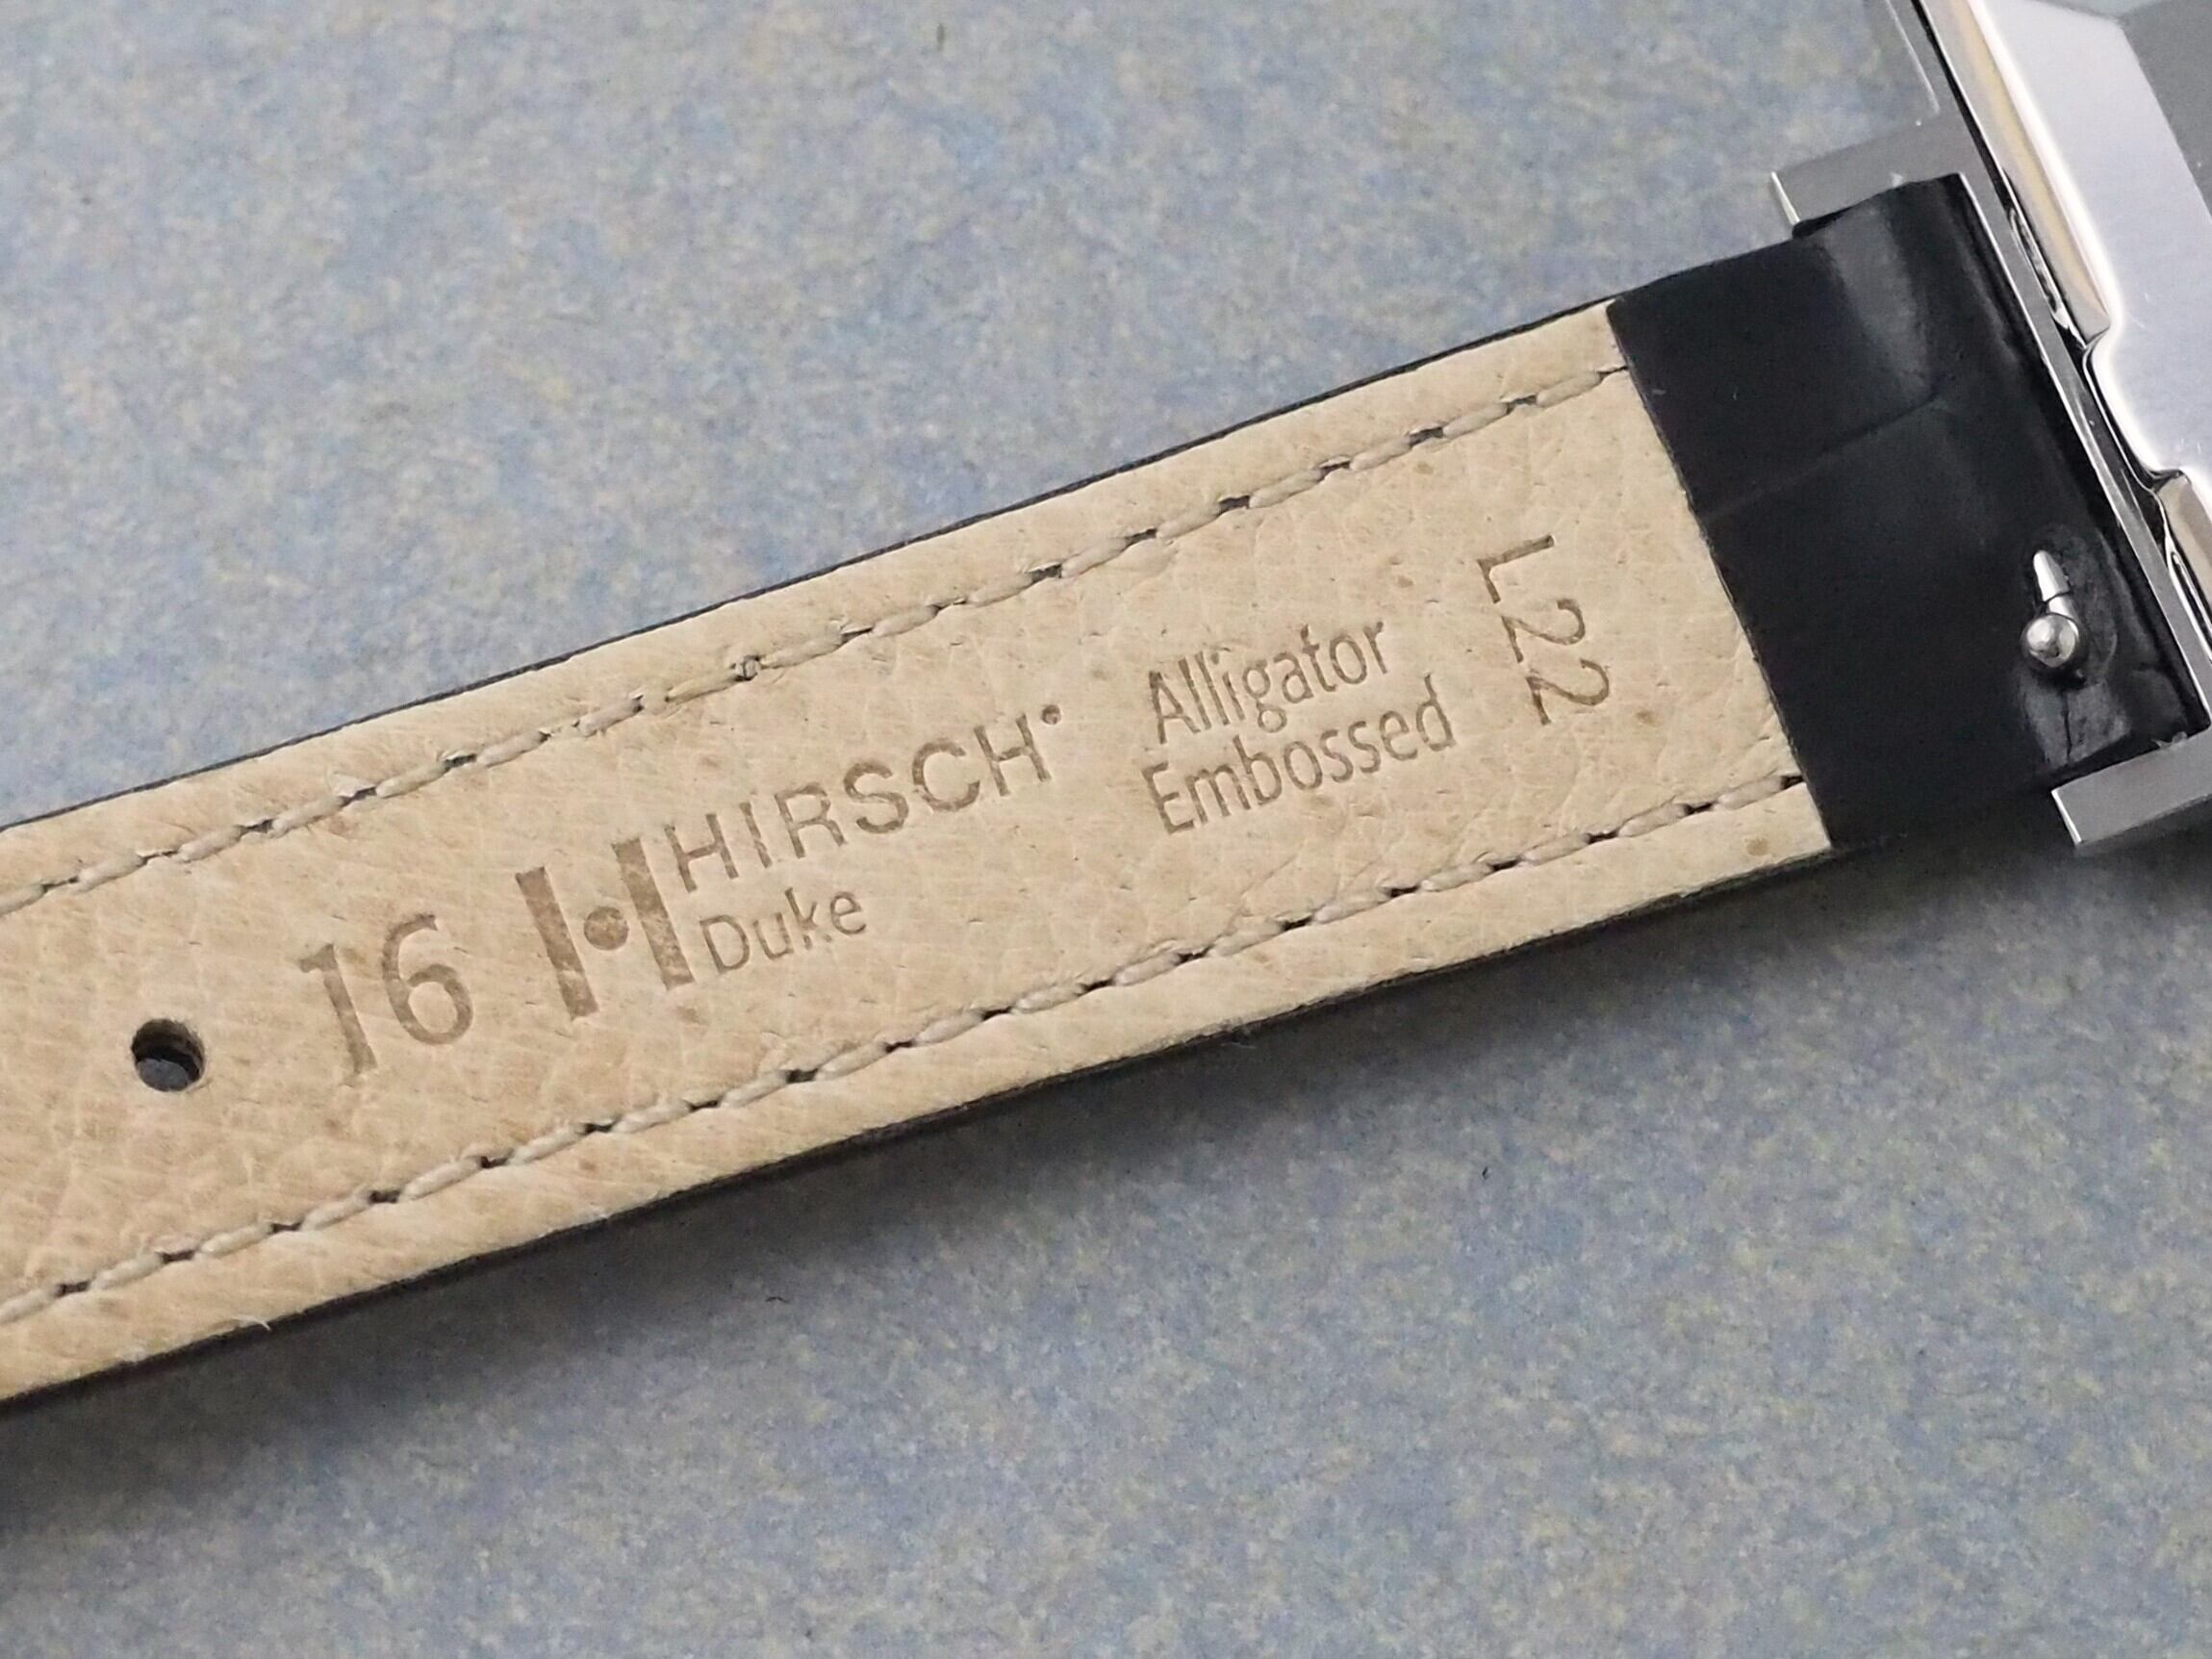 16
HIRSCH
Duke
Alligator
Embossed
L22